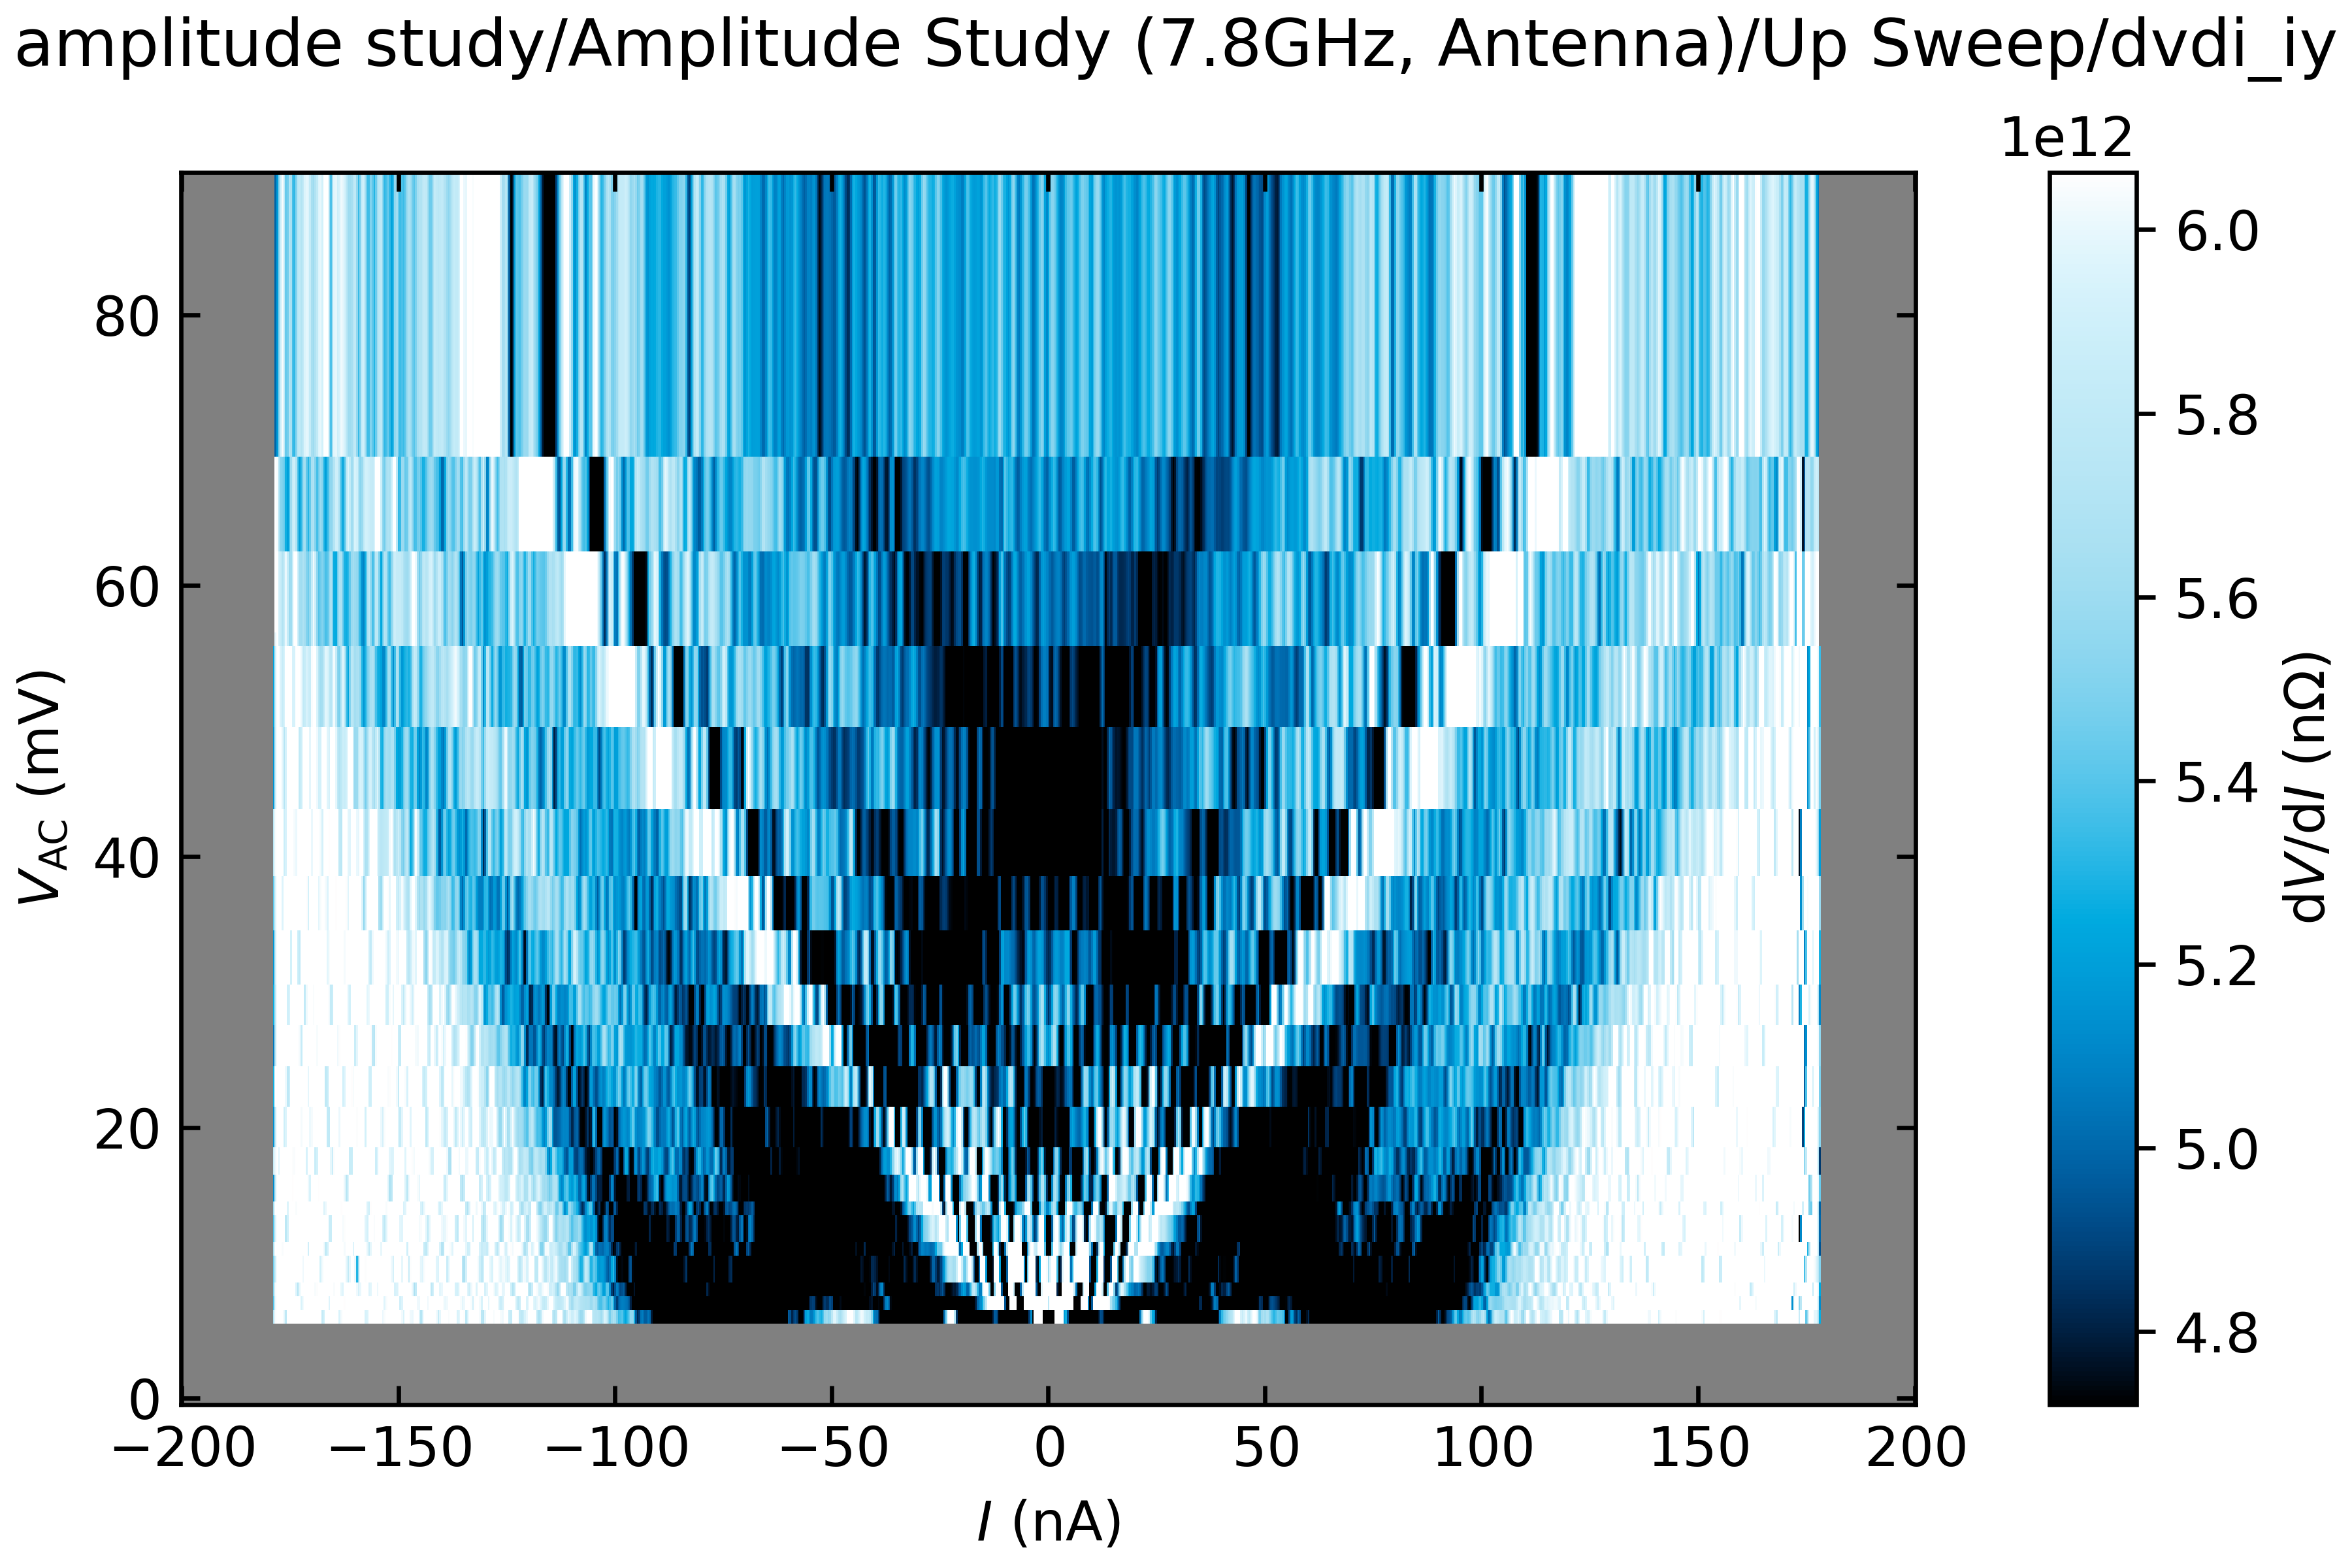 amplitude study/Amplitude Study (7.8GHz, Antenna)/Up Sweep/dvdi_iy
1e12
6.0
5.8
5.6
5.4
5.2
5.0
4.8
dV/dI (nΩ)
80
60
40
20
0
V_AC (mV)
−200 −150 −100 −50 0 50 100 150 200
I (nA)